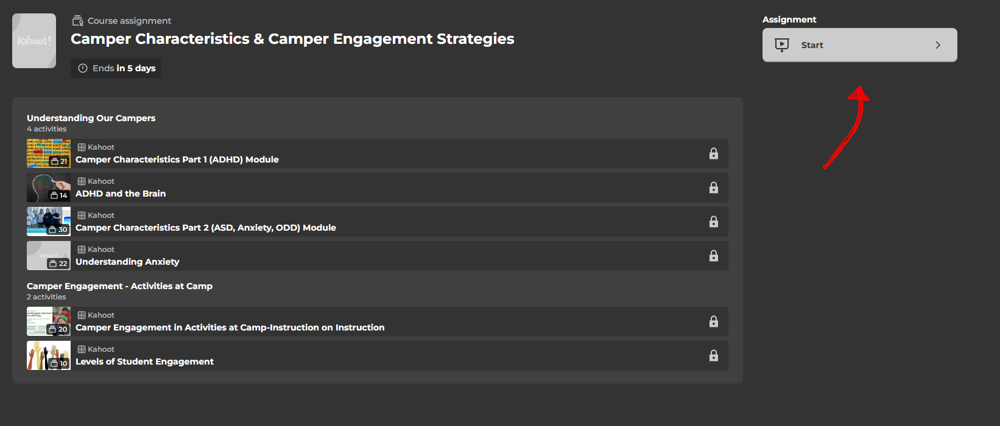 Kahoot!
Course assignment
Camper Characteristics & Camper Engagement Strategies
Ends in 5 days
Assignment
Start
Understanding Our Campers
4 activities
21
Kahoot
Camper Characteristics Part 1 (ADHD) Module
14
Kahoot
ADHD and the Brain
30
Kahoot
Camper Characteristics Part 2 (ASD, Anxiety, ODD) Module
Kahoot!
22
Kahoot
Understanding Anxiety
Camper Engagement - Activities at Camp
2 activities
20
Kahoot
Camper Engagement in Activities at Camp-Instruction on Instruction
10
Kahoot
Levels of Student Engagement